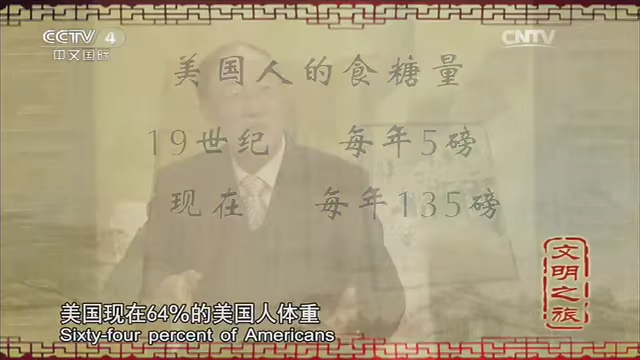 CCTV 4
中文国际
CNTV
美国人的食糖量
19世纪 每年5磅
现在 每年135磅
文明之旅
美国现在64%的美国人体重
Sixty-four percent of Americans